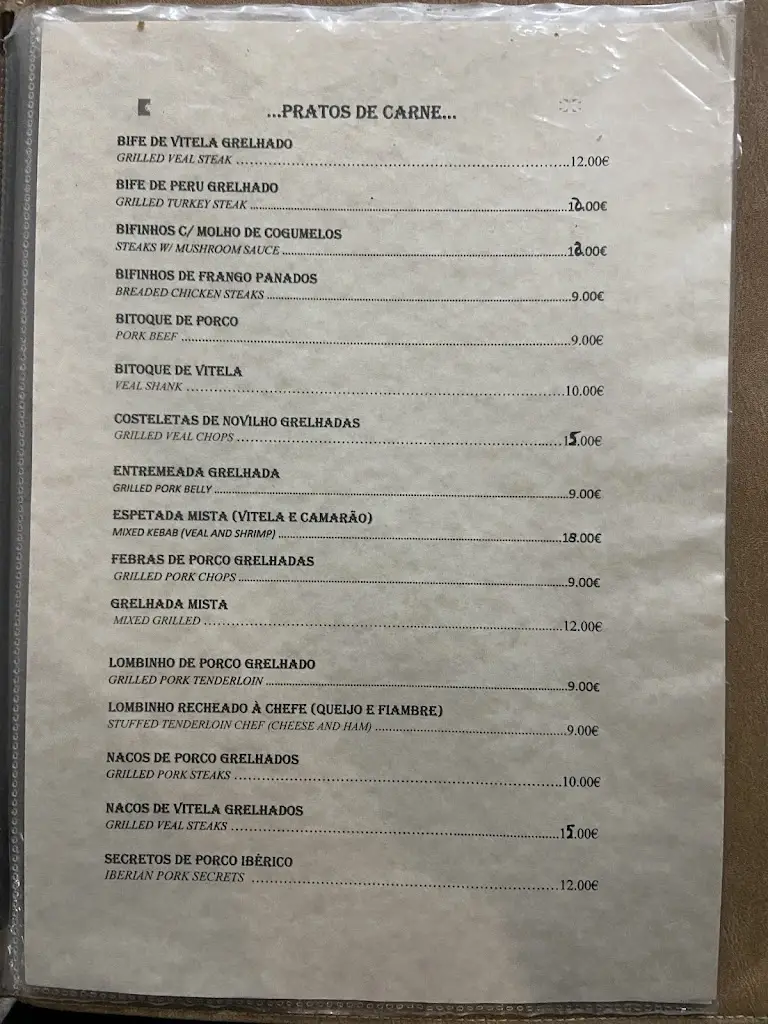 ...PRATOS DE CARNE...
BIFE DE VITELA GRELHADO
GRILLED VEAL STEAK ........................................................................12.00€
BIFE DE PERU GRELHADO
GRILLED TURKEY STEAK ........................................................................12.00€
BIFINHOS C/ MOLHO DE COGUMELOS
STEAKS W/ MUSHROOM SAUCE ........................................................................12.00€
BIFINHOS DE FRANGO PANADOS
BREADED CHICKEN STEAKS ........................................................................9.00€
BITOQUE DE PORCO
PORK BEEF ........................................................................9.00€
BITOQUE DE VITELA
VEAL SHANK ........................................................................10.00€
COSTELETAS DE NOVILHO GRELHADAS
GRILLED VEAL CHOPS ........................................................................15.00€
ENTREMEADA GRELHADA
GRILLED PORK BELLY ........................................................................9.00€
ESPETADA MISTA (VITELA E CAMARÃO)
MIXED KEBAB (VEAL AND SHRIMP) ........................................................................18.00€
FEBRAS DE PORCO GRELHADAS
GRILLED PORK CHOPS ........................................................................9.00€
GRELHADA MISTA
MIXED GRILLED ........................................................................12.00€
LOMBINHO DE PORCO GRELHADO
GRILLED PORK TENDERLOIN ........................................................................9.00€
LOMBINHO RECHEADO À CHEFE (QUEIJO E FIAMBRE)
STUFFED TENDERLOIN CHEF (CHEESE AND HAM) ........................................................................9.00€
NACOS DE PORCO GRELHADOS
GRILLED PORK STEAKS ........................................................................10.00€
NACOS DE VITELA GRELHADOS
GRILLED VEAL STEAKS ........................................................................15.00€
SECRETOS DE PORCO IBÉRICO
IBERIAN PORK SECRETS ........................................................................12.00€